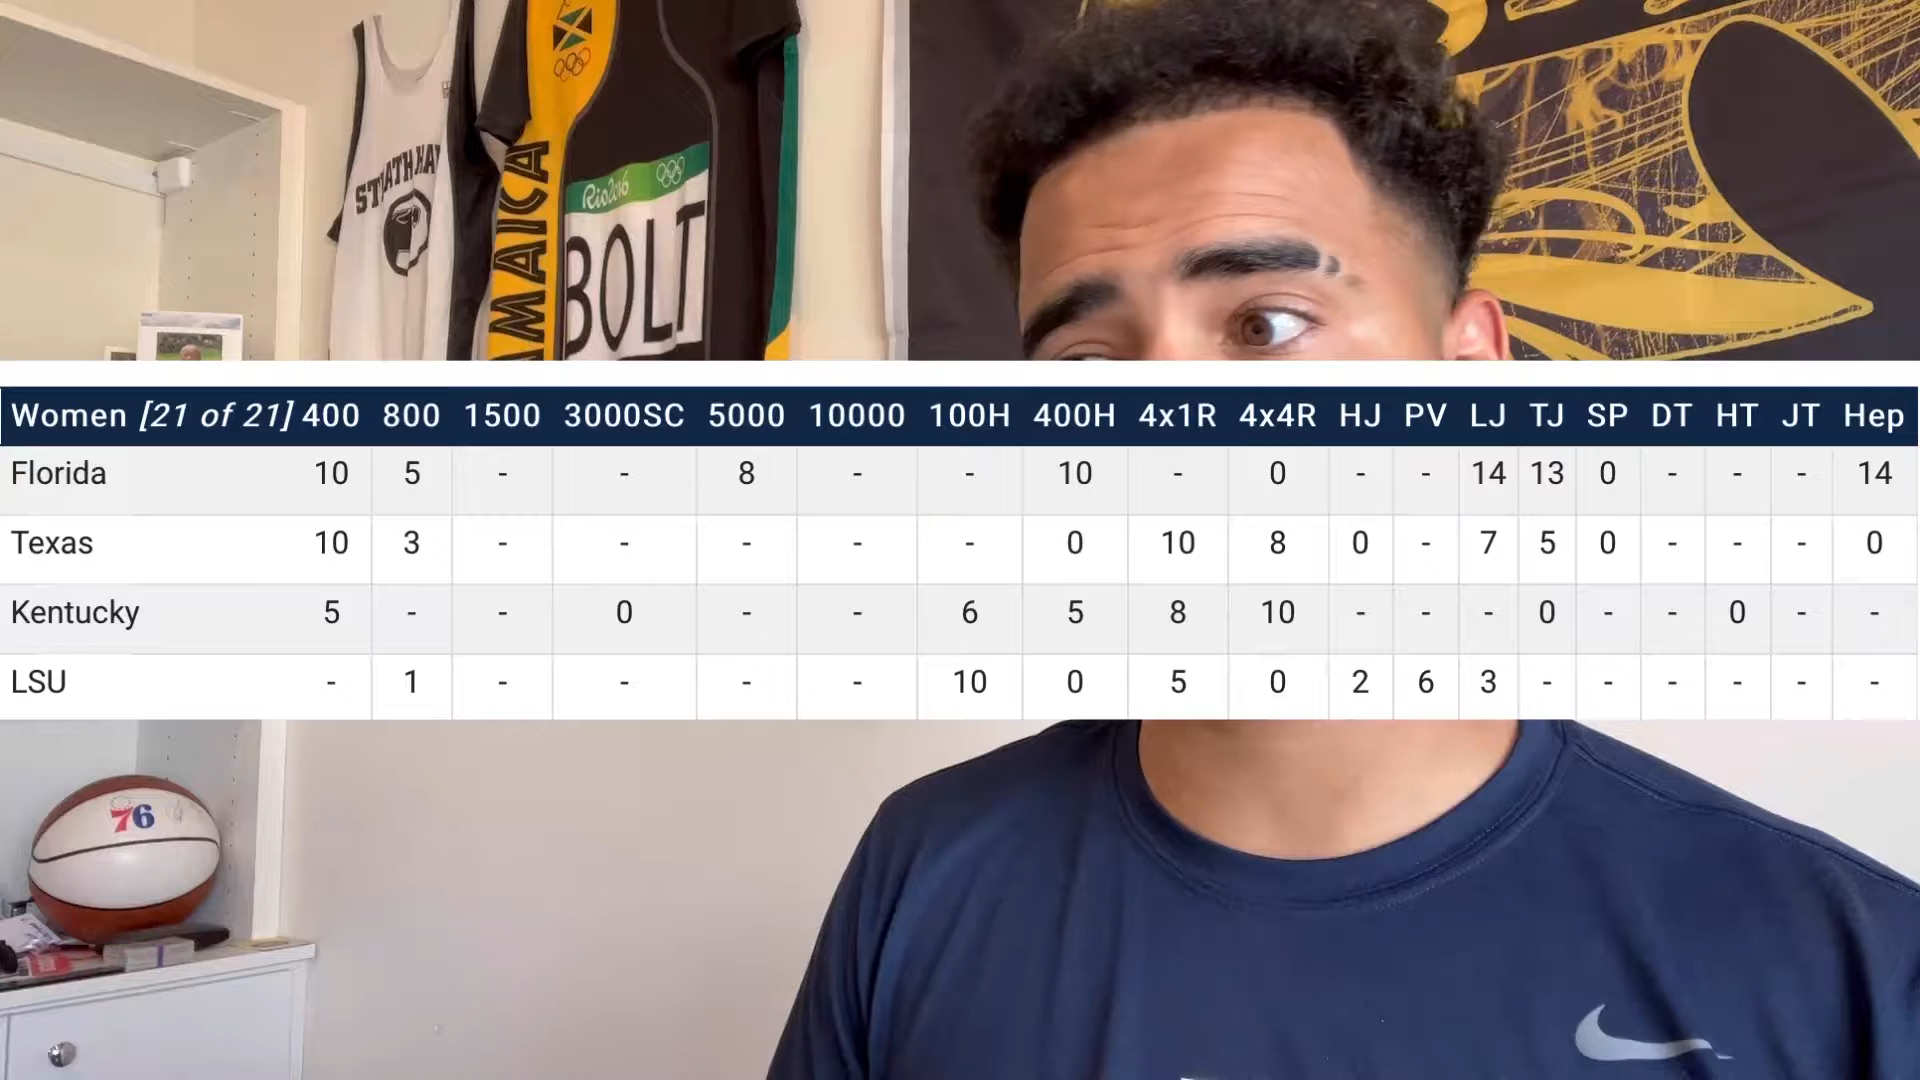 STRATH HAV
JAMAICA
Rio2016
BOLT
Women [21 of 21] 400 800 1500 3000SC 5000 10000 100H 400H 4x1R 4x4R HJ PV LJ TJ SP DT HT JT Hep
Florida 10 5 - - 8 - - 10 - 0 - - 14 13 0 - - - 14
Texas 10 3 - - - - - 0 10 8 0 - 7 5 0 - - - 0
Kentucky 5 - - 0 - - 6 5 8 10 - - - 0 - - 0 - -
LSU - 1 - - - - 10 0 5 0 2 6 3 - - - - - -
76